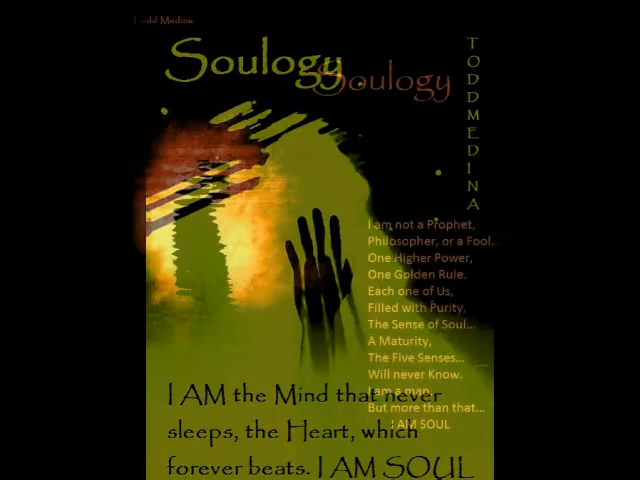 Todd Medina
Soulogy
Soulogy
TODDMEDINA
I am not a Prophet,
Philosopher, or a Fool...
One Higher Power,
One Golden Rule.
Each one of Us,
Filled with Purity,
The Sense of Soul...
A Maturity,
The Five Senses...
Will never Know.
I am a man,
But more than that...
I AM SOUL
I AM the Mind that never
sleeps, the Heart, which
forever beats. I AM SOUL